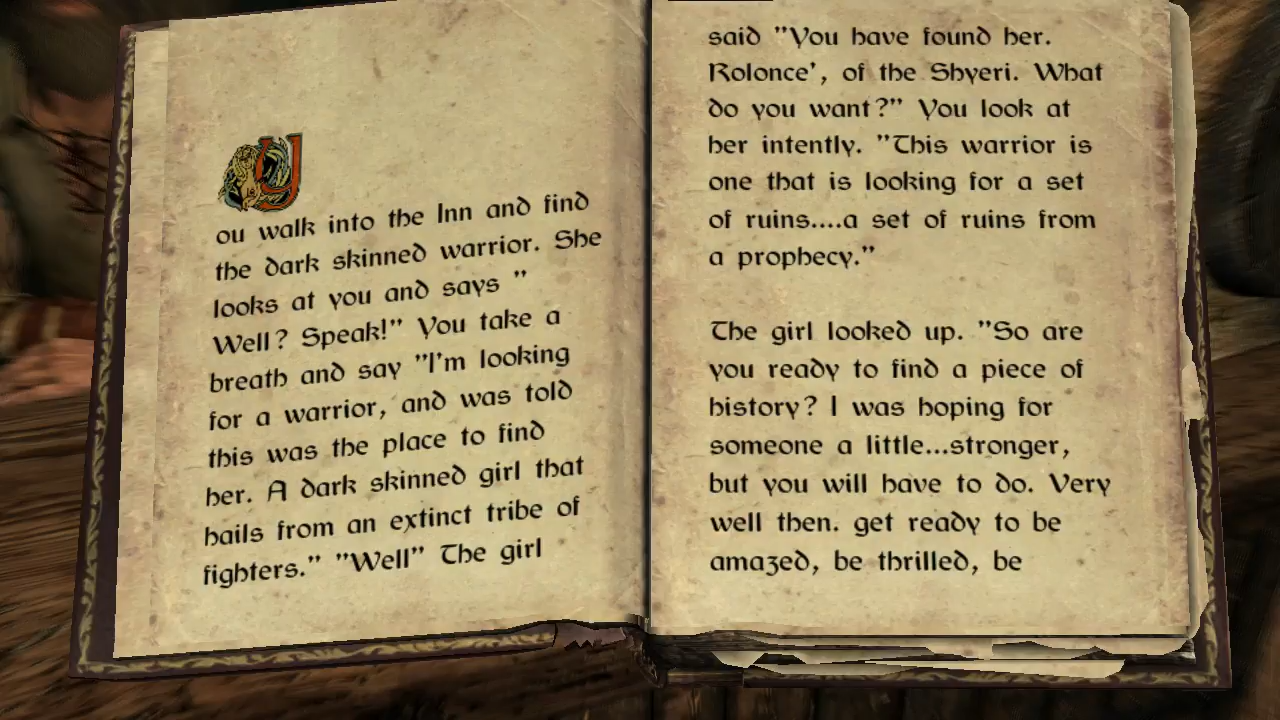 You walk into the Inn and find
the dark skinned warrior. She
looks at you and says "
Well? Speak!" You take a
breath and say "I'm looking
for a warrior, and was told
this was the place to find
her. A dark skinned girl that
hails from an extinct tribe of
fighters." "Well" The girl
said "You have found her.
Rolonce', of the Shyeri. What
do you want?" You look at
her intently. "This warrior is
one that is looking for a set
of ruins....a set of ruins from
a prophecy."
The girl looked up. "So are
you ready to find a piece of
history? I was hoping for
someone a little...stronger,
but you will have to do. Very
well then. get ready to be
amazed, be thrilled, be